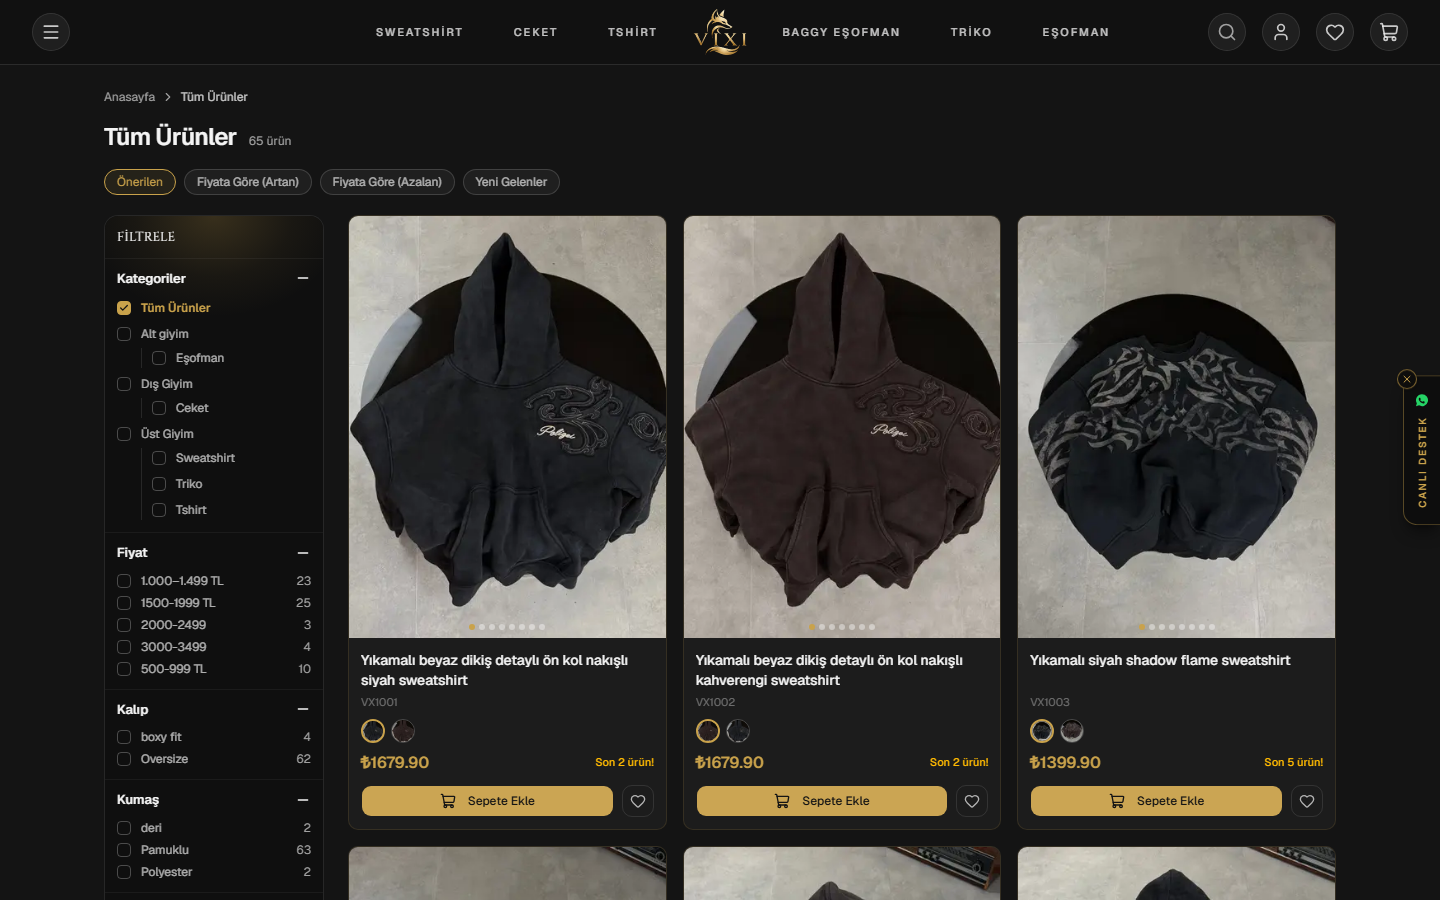 SWEATSHİRT
CEKET
TSHİRT
VIXI
BAGGY EŞOFMAN
TRİKO
EŞOFMAN
Anasayfa > Tüm Ürünler
Tüm Ürünler 65 ürün
Önerilen
Fiyata Göre (Artan)
Fiyata Göre (Azalan)
Yeni Gelenler
FİLTRELE
Kategoriler
Tüm Ürünler
Alt giyim
Eşofman
Dış Giyim
Ceket
Üst Giyim
Sweatshirt
Triko
Tshirt
Fiyat
1.000–1.499 TL 23
1500-1999 TL 25
2000-2499 3
3000-3499 4
500-999 TL 10
Kalıp
boxy fit 4
Oversize 62
Kumaş
deri 2
Pamuklu 63
Polyester 2
Yıkamalı beyaz dikiş detaylı ön kol nakışlı
siyah sweatshirt
VX1001
₺1679.90
Son 2 ürün!
Sepete Ekle
Yıkamalı beyaz dikiş detaylı ön kol nakışlı
kahverengi sweatshirt
VX1002
₺1679.90
Son 2 ürün!
Sepete Ekle
Yıkamalı siyah shadow flame sweatshirt
VX1003
₺1399.90
Son 5 ürün!
Sepete Ekle
CANLI DESTEK